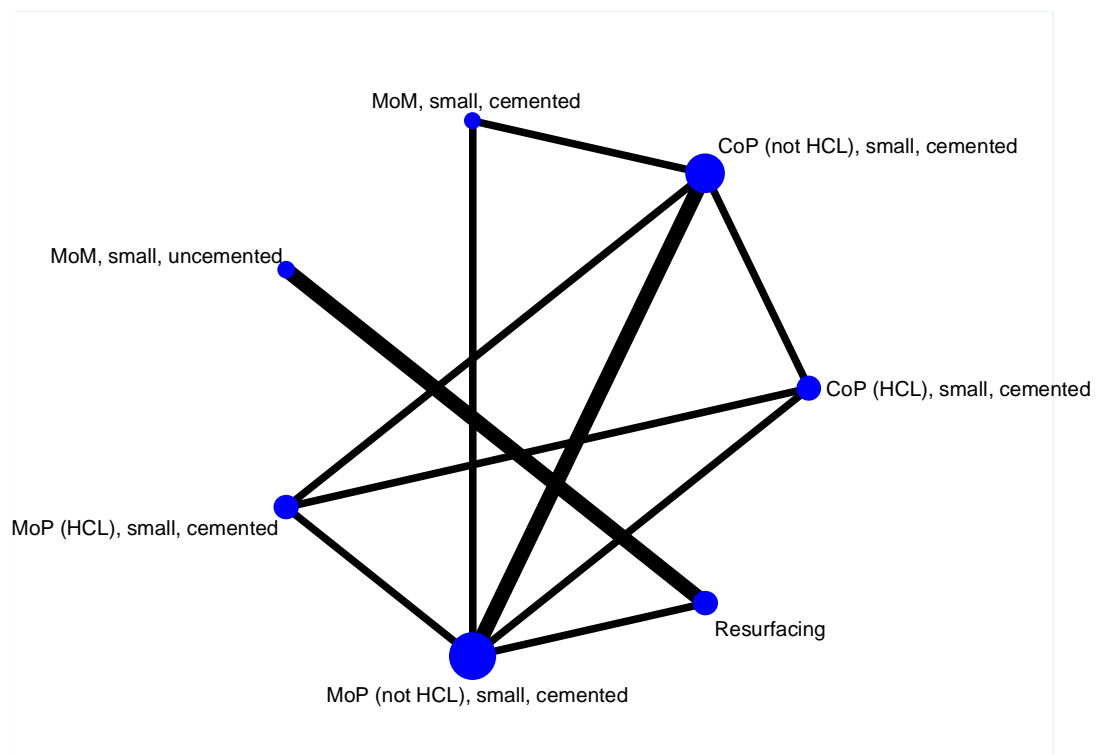 MoM, small, cemented
CoP (not HCL), small, cemented
MoM, small, uncemented
CoP (HCL), small, cemented
MoP (HCL), small, cemented
Resurfacing
MoP (not HCL), small, cemented